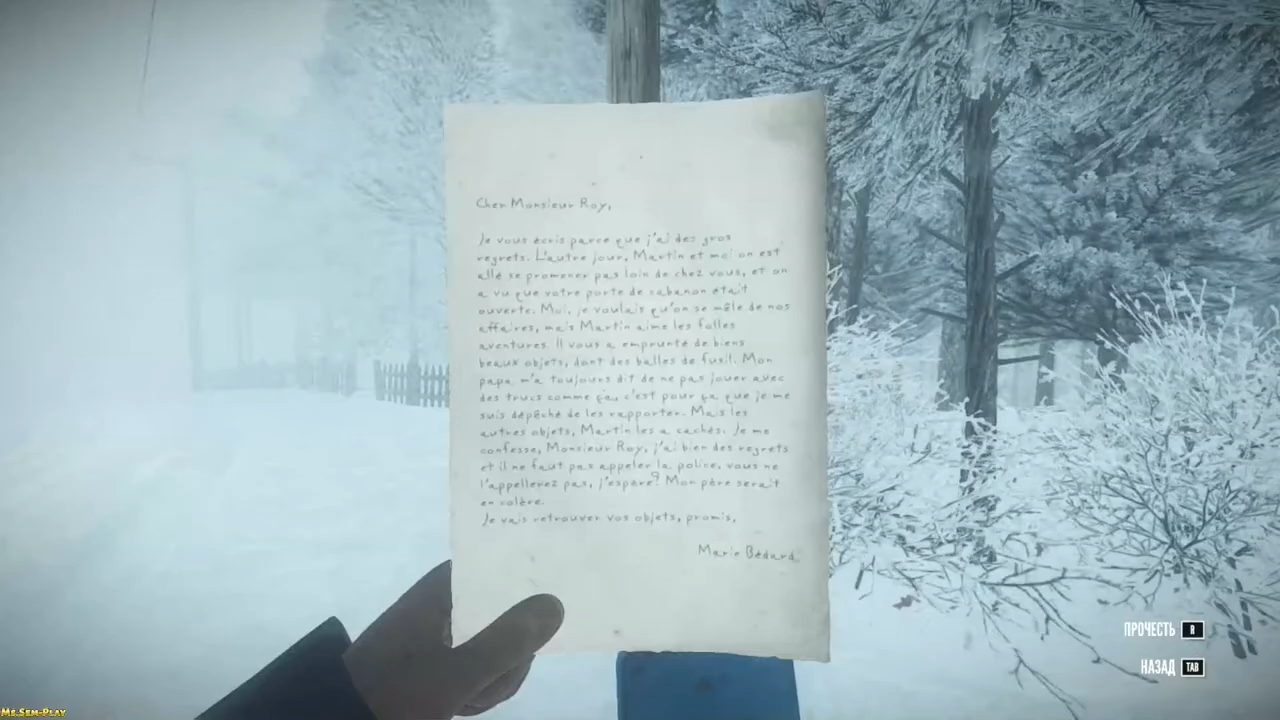 Cher Monsieur Roy,
Je vous écris parce que j'ai des gros
regrets. L'autre jour, Martin et moi on est
allé se promener pas loin de chez vous, et on
a vu que votre porte de cabanon était
ouverte. Moi, je voulais qu'on se mêle de nos
affaires, mais Martin aime les folles
aventures. Il vous a emprunté de biens
beaux objets, dont des balles de fusil. Mon
papa m'a toujours dit de ne pas jouer avec
des trucs comme ça, c'est pour ça que je me
suis dépêché de les rapporter. Mais les
autres objets, Martin les a cachés. Je me
confesse, Monsieur Roy, j'ai bien des regrets
et il ne faut pas appeler la police, vous ne
l'appellerez pas, j'espère? Mon père serait
en colère.
Je vais retrouver vos objets, promis,
Marie Bédard
ПРОЧЕСТЬ R
НАЗАД TAB
Mr.Sem-Play